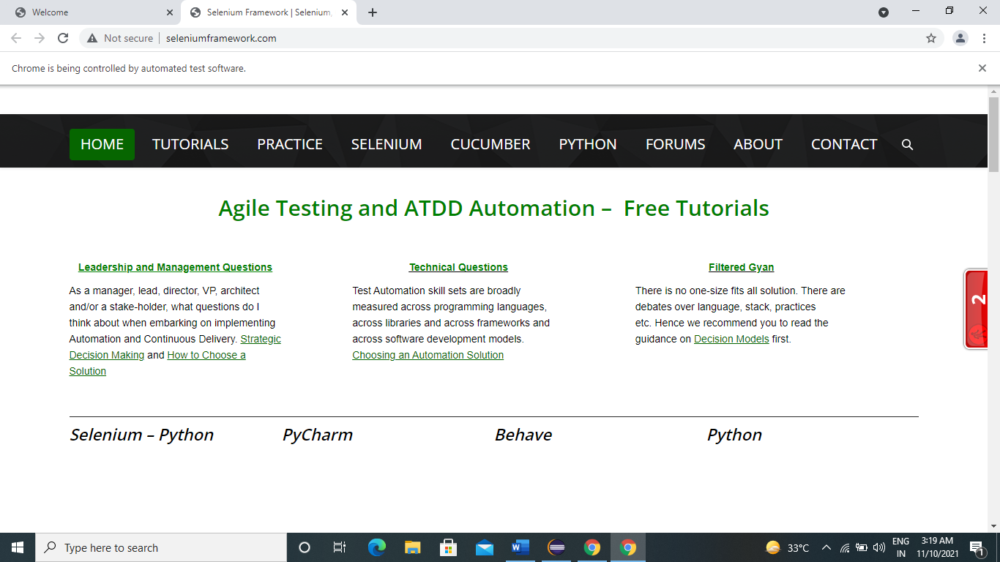 Welcome
Selenium Framework | Selenium,
Not secure
seleniumframework.com
Chrome is being controlled by automated test software.
HOME TUTORIALS PRACTICE SELENIUM CUCUMBER PYTHON FORUMS ABOUT CONTACT
Agile Testing and ATDD Automation – Free Tutorials
Leadership and Management Questions
As a manager, lead, director, VP, architect
and/or a stake-holder, what questions do I
think about when embarking on implementing
Automation and Continuous Delivery. Strategic
Decision Making and How to Choose a
Solution
Technical Questions
Test Automation skill sets are broadly
measured across programming languages,
across libraries and across frameworks and
across software development models.
Choosing an Automation Solution
Filtered Gyan
There is no one-size fits all solution. There are
debates over language, stack, practices
etc. Hence we recommend you to read the
guidance on Decision Models first.
2
Selenium – Python PyCharm Behave Python
Type here to search
33°C
ENG
IN
3:19 AM
11/10/2021
1